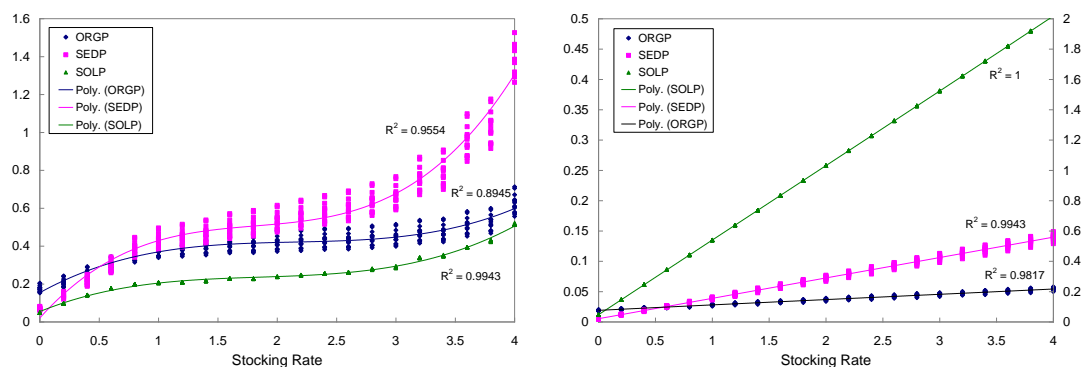 1.6
1.4
1.2
1
0.8
0.6
0.4
0.2
0
ORGP
SEDP
SOLP
Poly. (ORGP)
Poly. (SEDP)
Poly. (SOLP)
R² = 0.9554
R² = 0.8945
R² = 0.9943
0 0.5 1 1.5 2 2.5 3 3.5 4
Stocking Rate
0.5
0.45
0.4
0.35
0.3
0.25
0.2
0.15
0.1
0.05
0
ORGP
SEDP
SOLP
Poly. (SOLP)
Poly. (SEDP)
Poly. (ORGP)
R² = 1
R² = 0.9943
R² = 0.9817
2
1.8
1.6
1.4
1.2
1
0.8
0.6
0.4
0.2
0
0 0.5 1 1.5 2 2.5 3 3.5 4
Stocking Rate